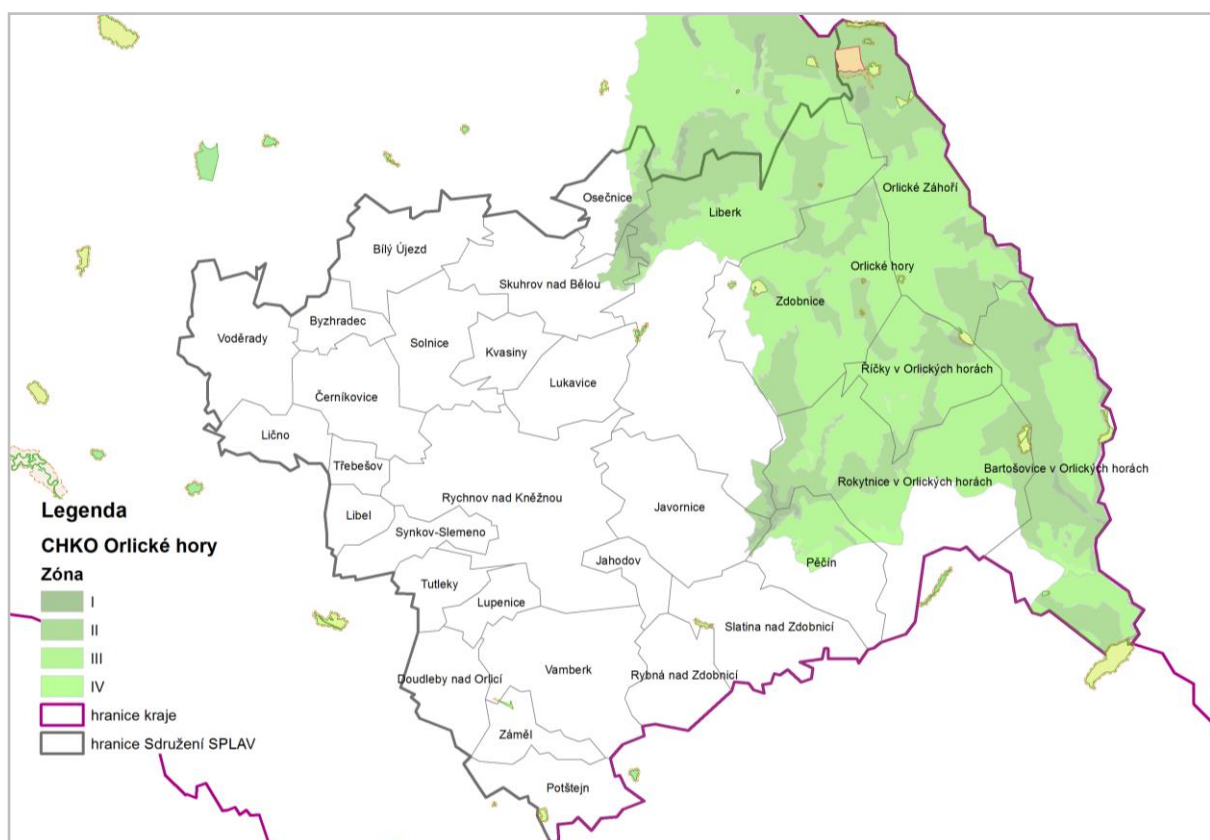 Osečnice
Orlické Záhoří
Liberk
Bílý Újezd
Orlické hory
Skuhrov nad Bělou
Zdobnice
Byzhradec
Voděrady
Solnice
Kvasiny
Říčky v Orlických horách
Lukavice
Černíkovice
Lično
Třebešov
Bartošovice v Orlických horách
Rokytnice v Orlických horách
Rychnov nad Kněžnou
Javornice
Libel
Synkov-Slemeno
Jahodov
Pěčín
Tutleky
Lupenice
Slatina nad Zdobnicí
Vamberk
Rybná nad Zdobnicí
Doudleby nad Orlicí
Záměl
Potštejn
Legenda
CHKO Orlické hory
Zóna
I
II
III
IV
hranice kraje
hranice Sdružení SPLAV